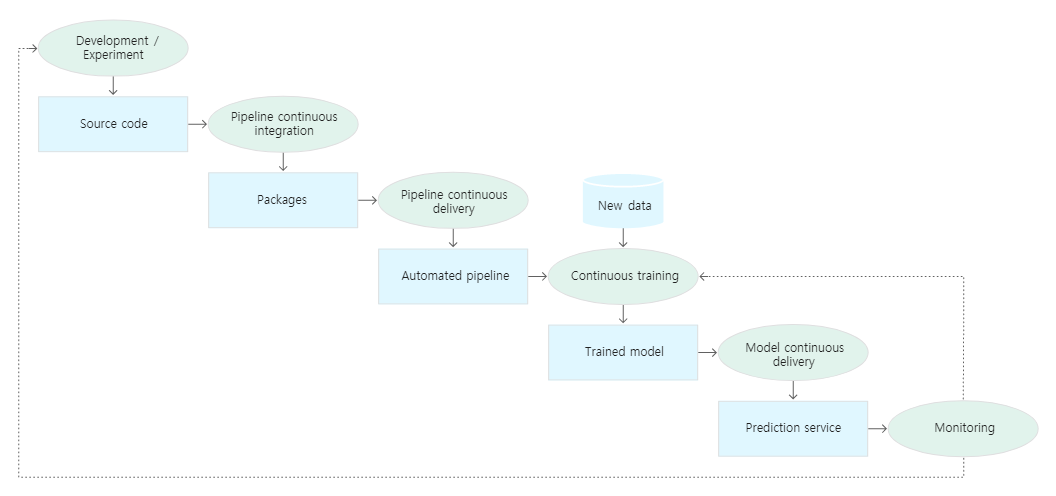 Development /
Experiment
Source code
Pipeline continuous
integration
Packages
Pipeline continuous
delivery
New data
Automated pipeline
Continuous training
Trained model
Model continuous
delivery
Prediction service
Monitoring